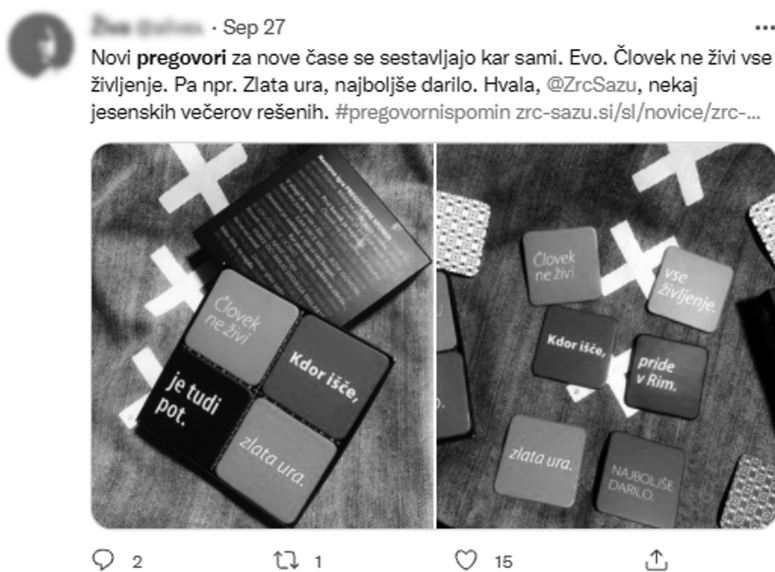 · Sep 27
Novi pregovori za nove čase se sestavljajo kar sami. Evo. Človek ne živi vse
življenje. Pa npr. Zlata ura, najboljše darilo. Hvala, @ZrcSazu, nekaj
jesenskih večerov rešenih. #pregovornispomin zrc-sazu.si/sl/novice/zrc-...
Človek
ne živi
Kdor išče,
je tudi
pot.
zlata ura.
Človek
ne živi
vse
življenje.
Kdor išče,
pride
v Rim.
zlata ura.
NAJBOLJŠE
DARILO.
2
1
15